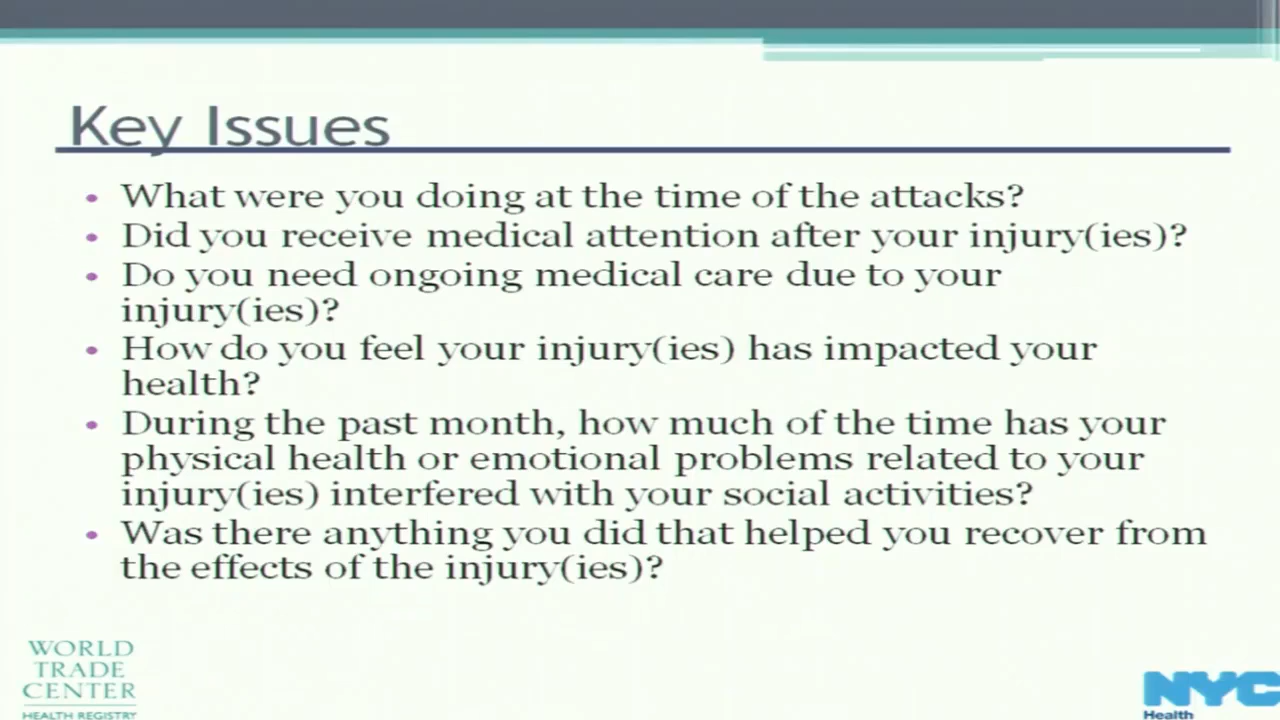 Key Issues
• What were you doing at the time of the attacks?
• Did you receive medical attention after your injury(ies)?
• Do you need ongoing medical care due to your
injury(ies)?
• How do you feel your injury(ies) has impacted your
health?
• During the past month, how much of the time has your
physical health or emotional problems related to your
injury(ies) interfered with your social activities?
• Was there anything you did that helped you recover from
the effects of the injury(ies)?
WORLD
TRADE
CENTER
HEALTH REGISTRY
NYC
Health